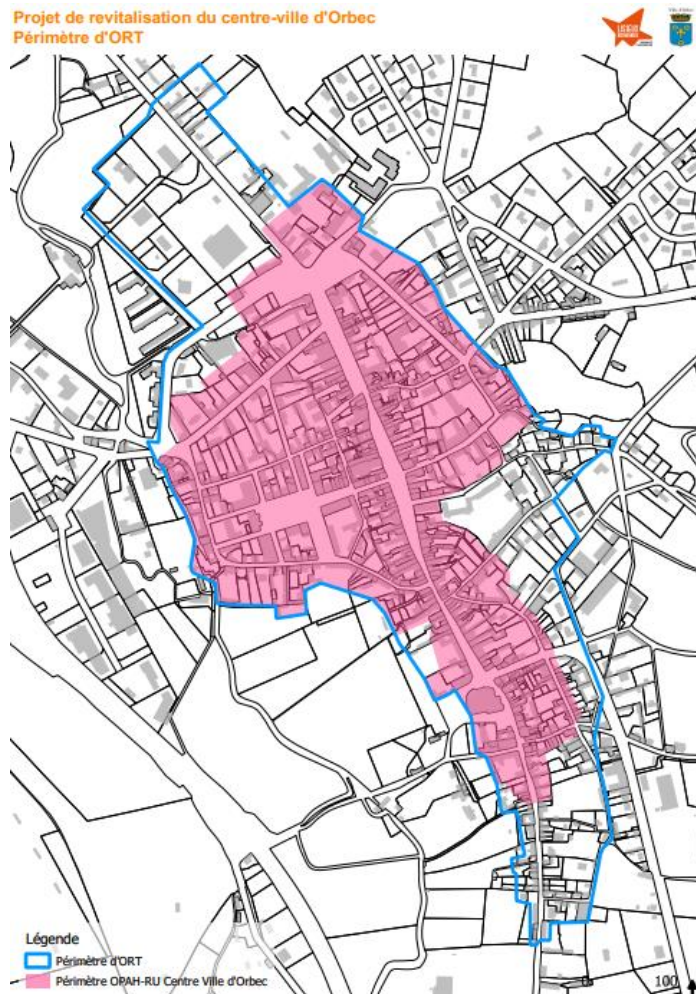 Projet de revitalisation du centre-ville d'Orbec
Périmètre d'ORT
Légende
Périmètre d'ORT
Périmètre OPAH-RU Centre Ville d'Orbec
0 100